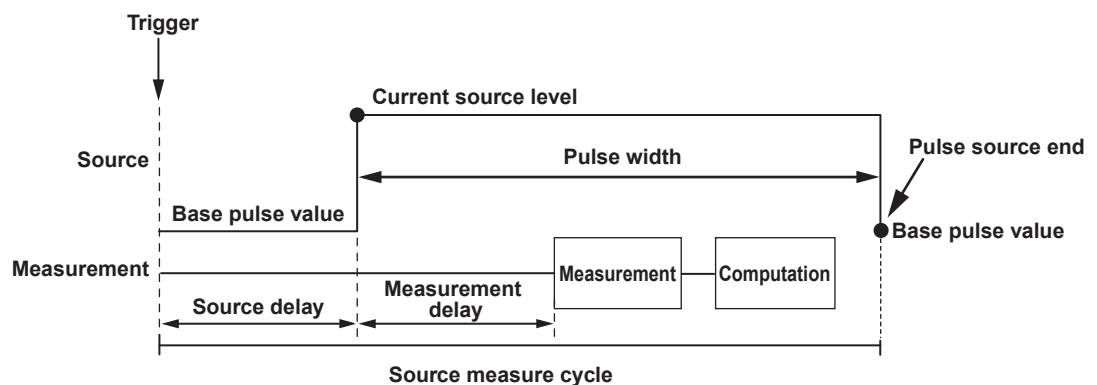 Trigger
Current source level
Source
Pulse width
Pulse source end
Base pulse value
Base pulse value
Measurement
Measurement
Computation
Source delay
Measurement
delay
Source measure cycle